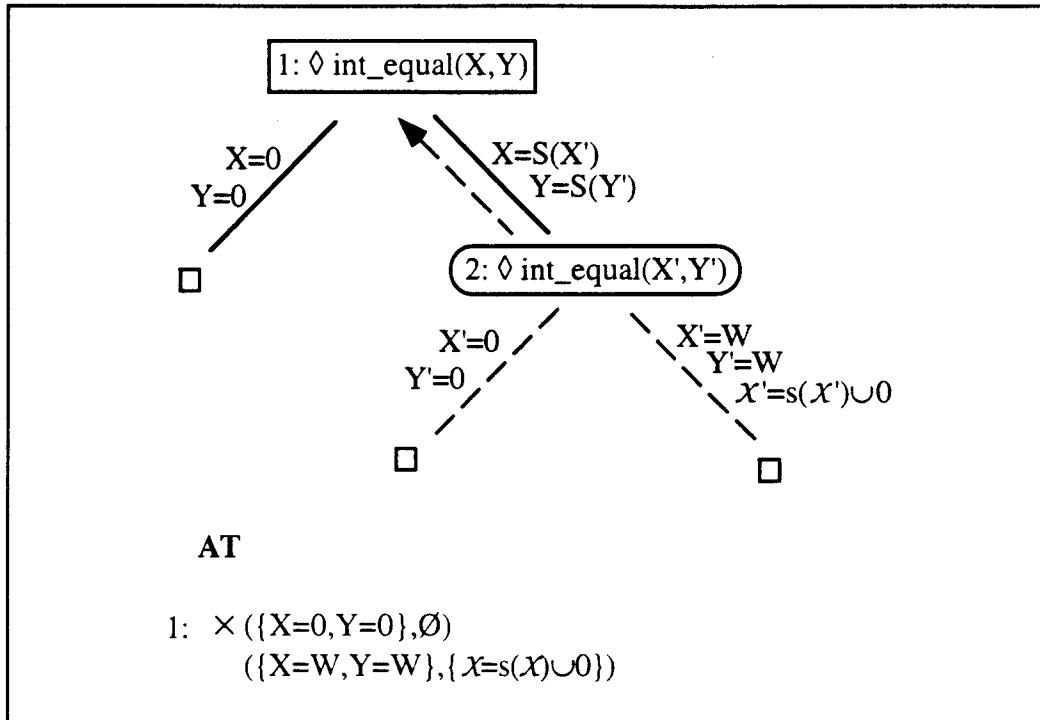 1: ◊ int_equal(X,Y)
X=0
Y=0
X=S(X')
Y=S(Y')
2: ◊ int_equal(X',Y')
X'=0
Y'=0
X'=W
Y'=W
𝒳'=s(𝒳')∪0
AT
1: × ({X=0,Y=0},Ø)
({X=W,Y=W},{𝒳=s(𝒳)∪0})